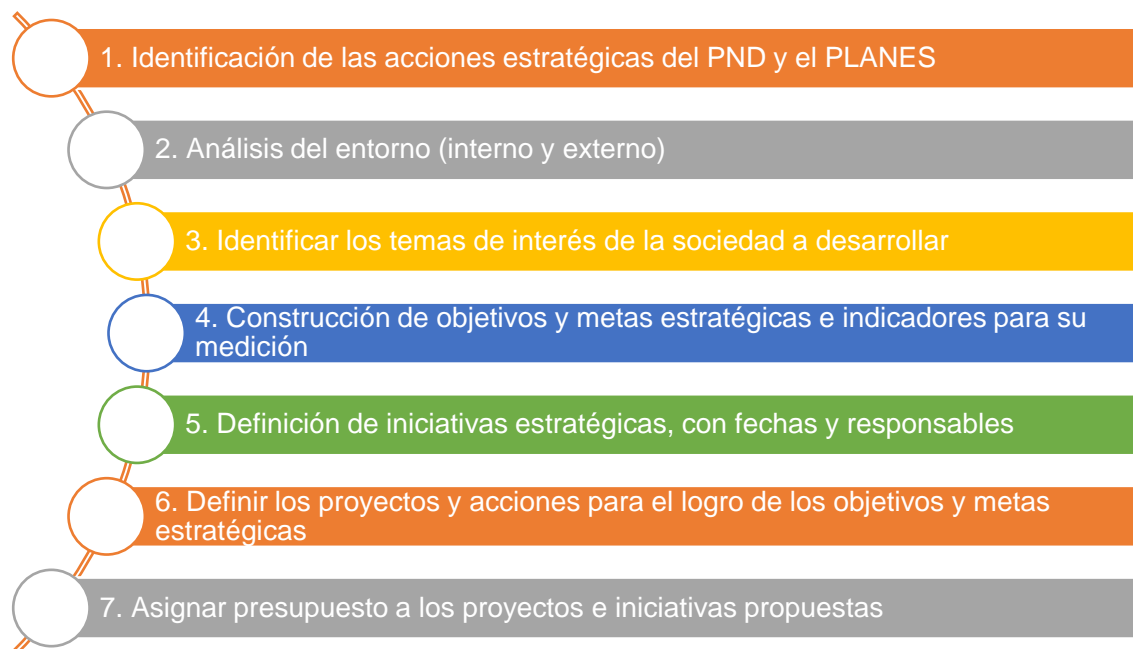 1. Identificación de las acciones estratégicas del PND y el PLANES
2. Análisis del entorno (interno y externo)
3. Identificar los temas de interés de la sociedad a desarrollar
4. Construcción de objetivos y metas estratégicas e indicadores para su
medición
5. Definición de iniciativas estratégicas, con fechas y responsables
6. Definir los proyectos y acciones para el logro de los objetivos y metas
estratégicas
7. Asignar presupuesto a los proyectos e iniciativas propuestas